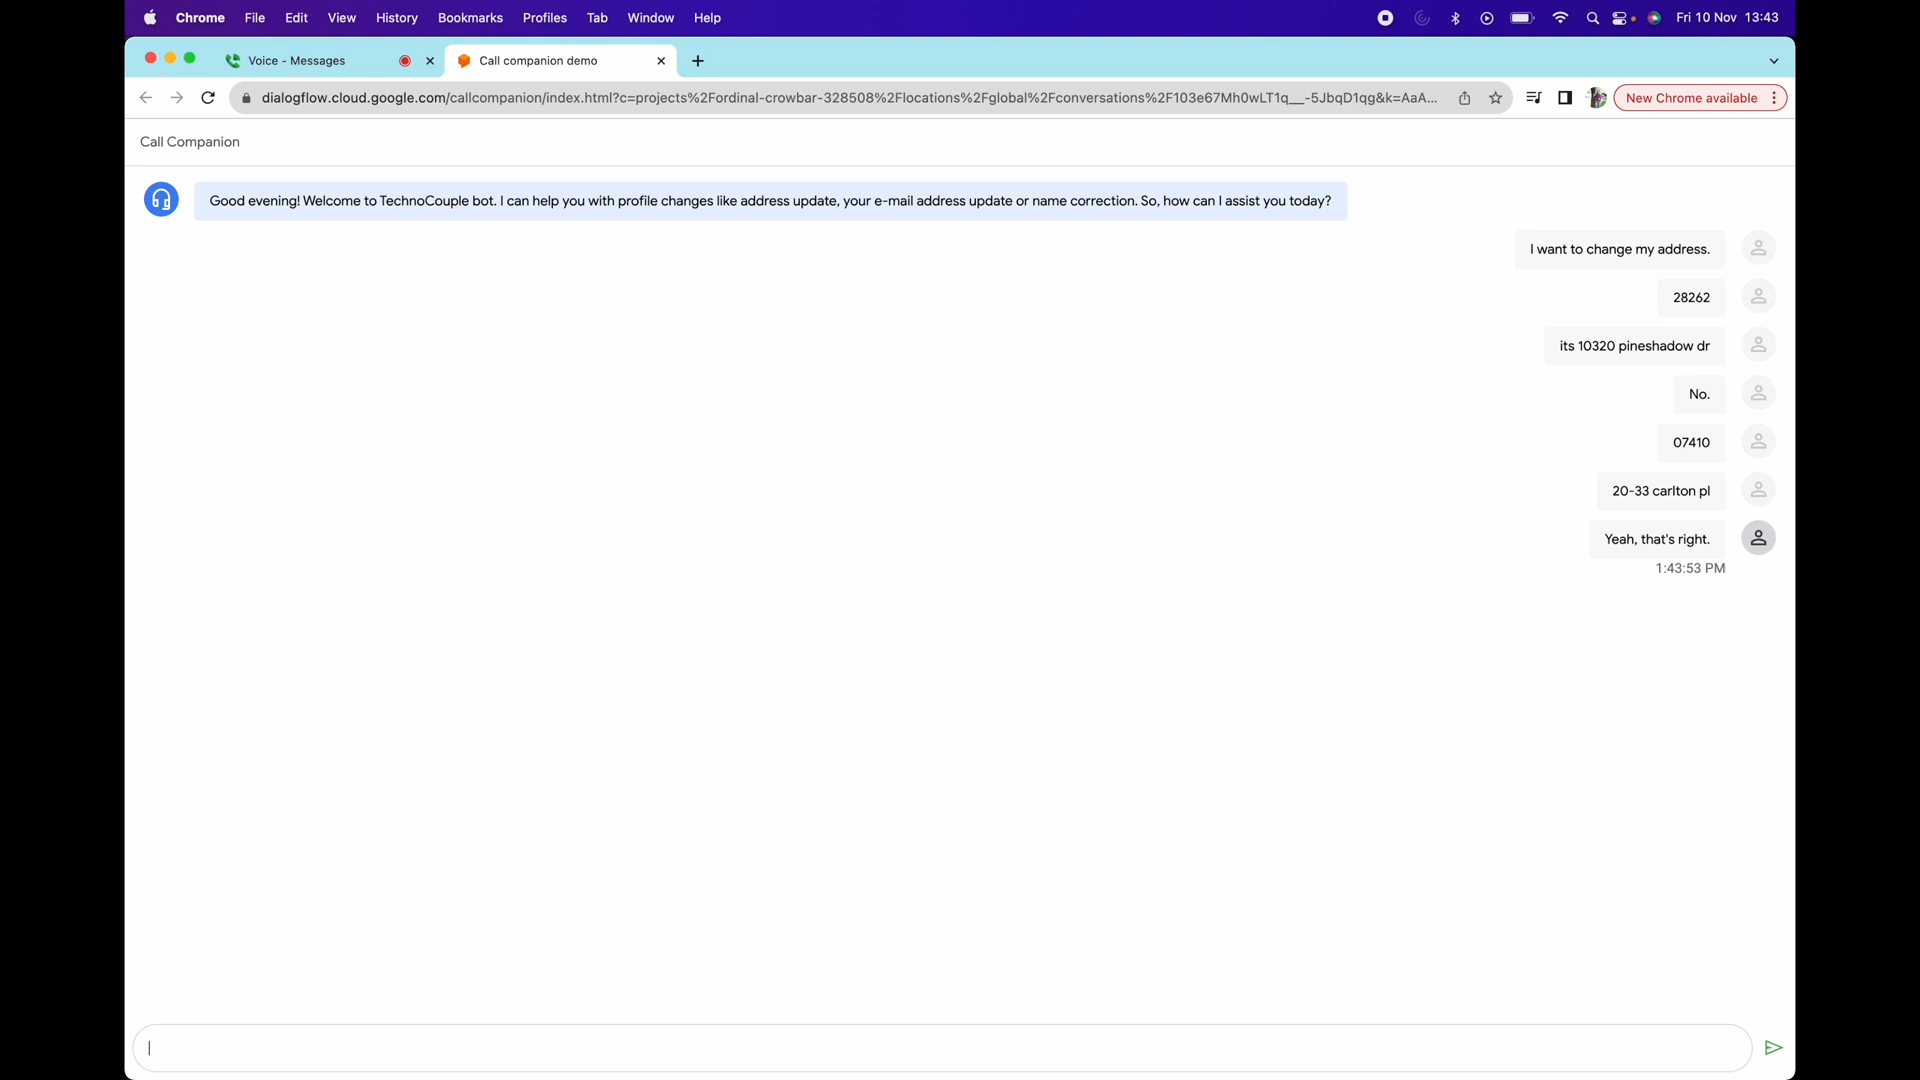 Chrome File Edit View History Bookmarks Profiles Tab Window Help Fri 10 Nov 13:43
Voice - Messages Call companion demo
dialogflow.cloud.google.com/callcompanion/index.html?c=projects%2Fordinal-crowbar-328508%2Flocations%2Fglobal%2Fconversations%2F103e67Mh0wLT1q__-5JbqD1qg&k=AaA... New Chrome available
Call Companion
Good evening! Welcome to TechnoCouple bot. I can help you with profile changes like address update, your e-mail address update or name correction. So, how can I assist you today?
I want to change my address.
28262
its 10320 pineshadow dr
No.
07410
20-33 carlton pl
Yeah, that's right.
1:43:53 PM